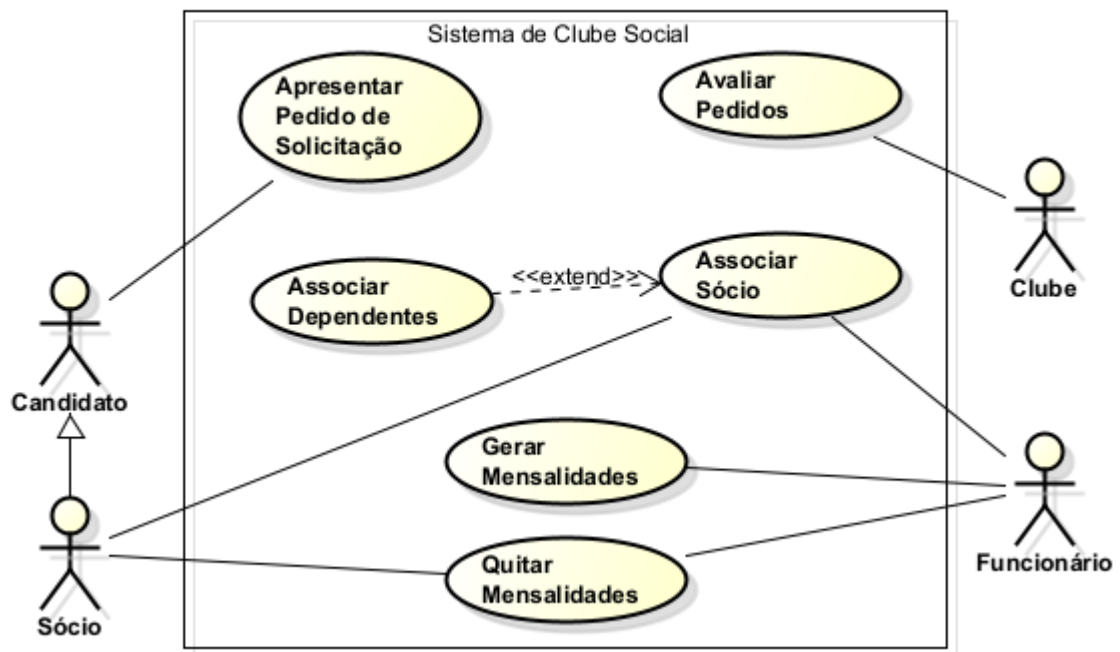 Sistema de Clube Social
Apresentar
Pedido de
Solicitação
Avaliar
Pedidos
Clube
Associar
Dependentes
<<extend>>
Associar
Sócio
Candidato
Gerar
Mensalidades
Quitar
Mensalidades
Funcionário
Sócio